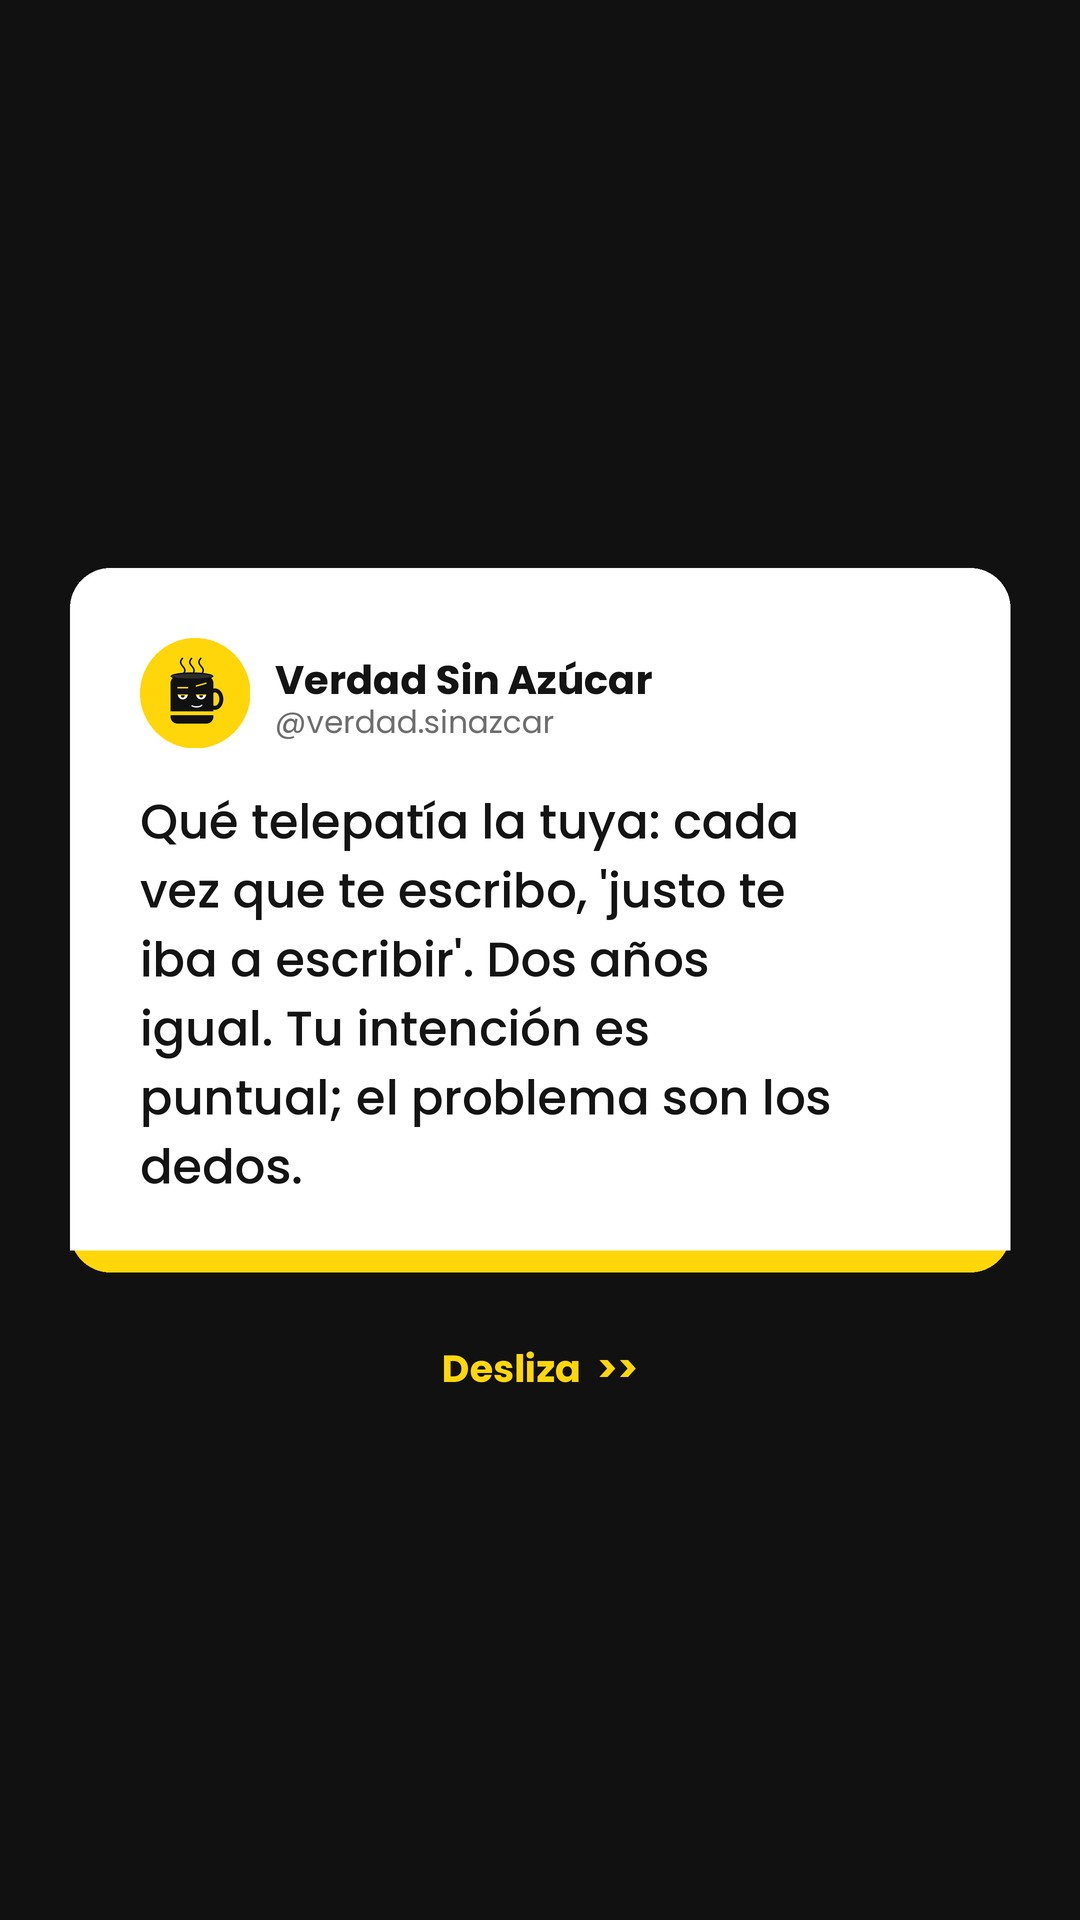 Verdad Sin Azúcar
@verdad.sinazcar
Qué telepatía la tuya: cada
vez que te escribo, 'justo te
iba a escribir'. Dos años
igual. Tu intención es
puntual; el problema son los
dedos.
Desliza >>